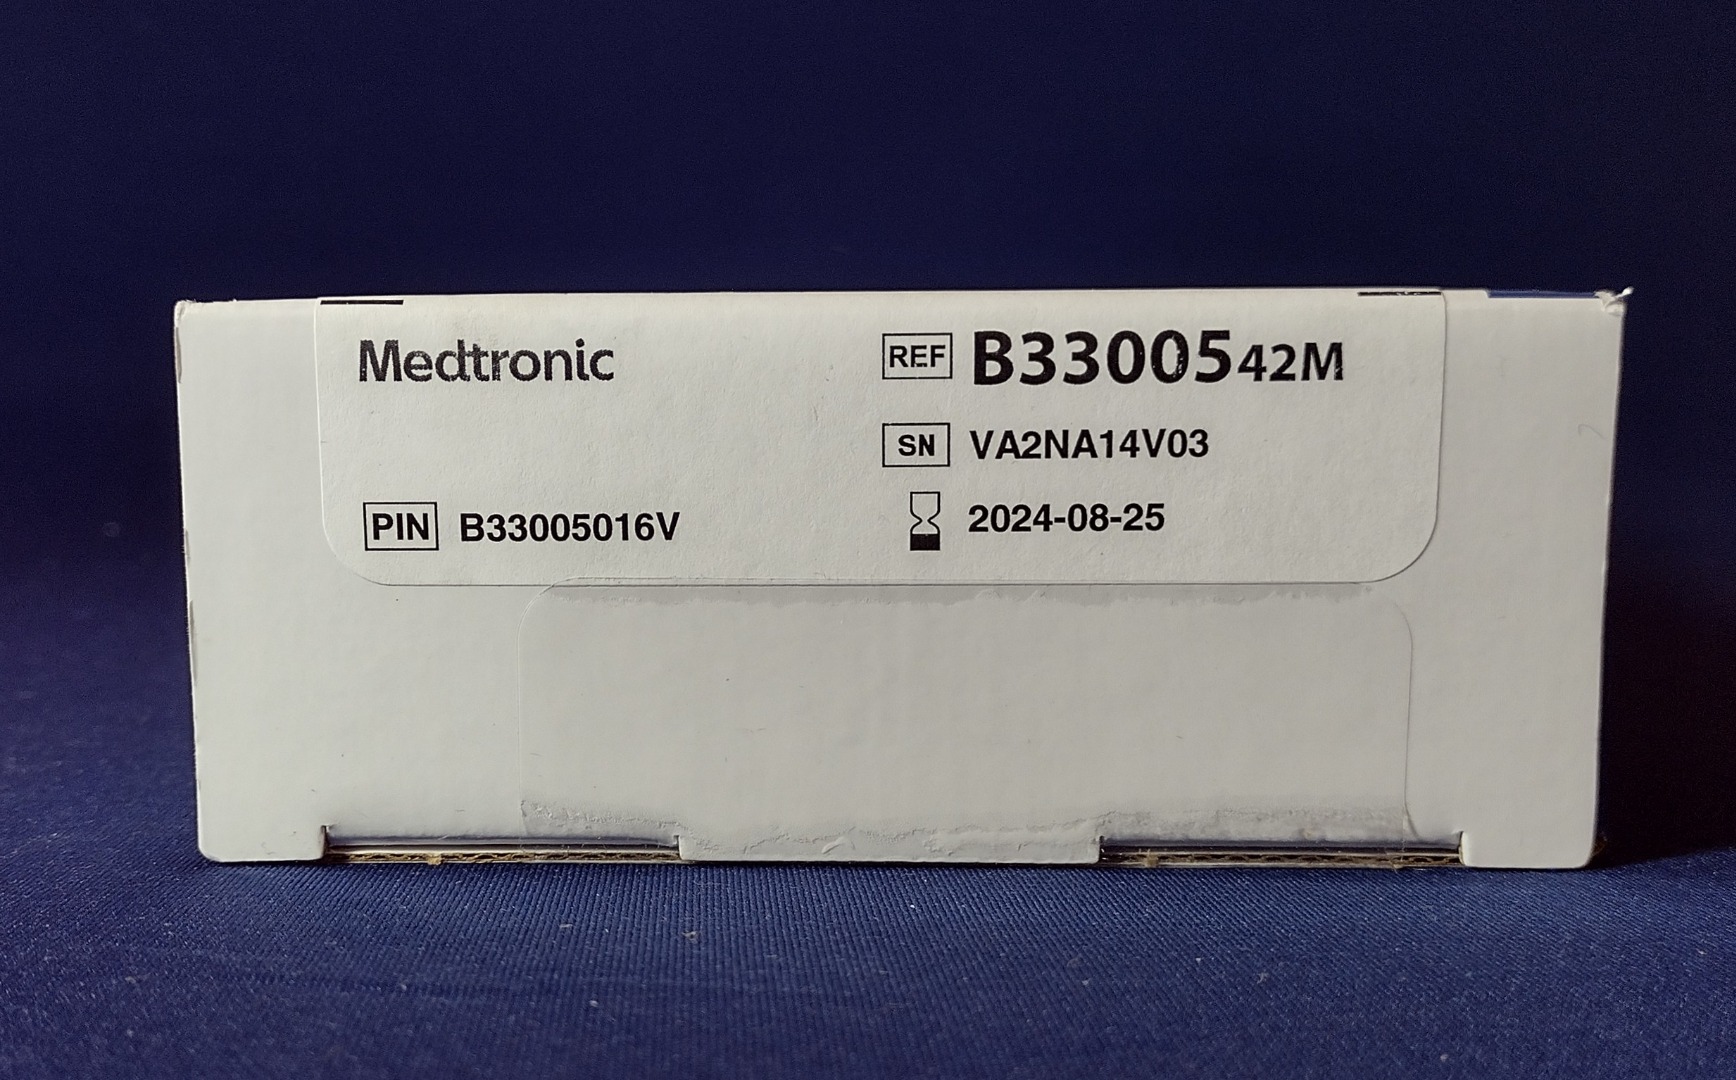 Medtronic
REF B3300542M
SN VA2NA14V03
PIN B33005016V
2024-08-25